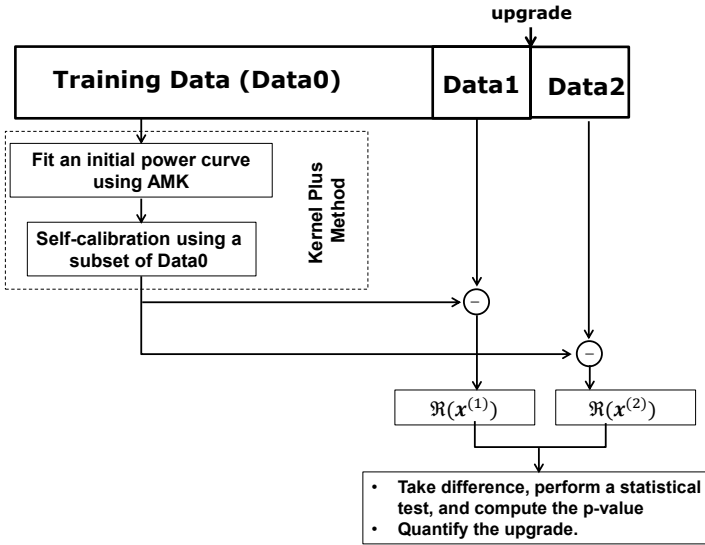 upgrade
Training Data (Data0)
Data1
Data2
Fit an initial power curve
using AMK
Self-calibration using a
subset of Data0
Kernel Plus
Method
−
−
ℜ(𝒙⁽¹⁾)
ℜ(𝒙⁽²⁾)
• Take difference, perform a statistical
test, and compute the p-value
• Quantify the upgrade.